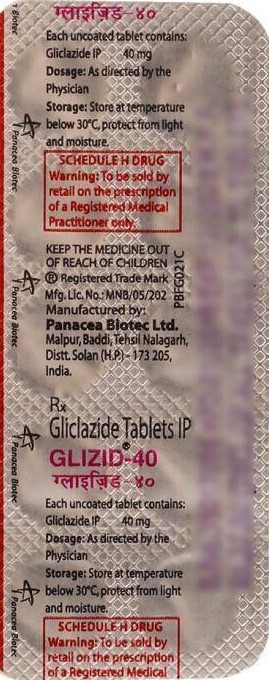 ग्लाइज़िड-४०
Each uncoated tablet contains:
Gliclazide IP 40 mg
Dosage: As directed by the
Physician
Storage: Store at temperature
below 30°C, protect from light
and moisture.
SCHEDULE H DRUG
Warning: To be sold by
retail on the prescription
of a Registered Medical
Practitioner only.
KEEP THE MEDICINE OUT
OF REACH OF CHILDREN
® Registered Trade Mark
Mfg. Lic. No.: MNB/05/202
Manufactured by:
Panacea Biotec Ltd.
Malpur, Baddi, Tehsil Nalagarh,
Distt. Solan (H.P.) - 173 205,
India.
PBFG021C
Rx
Gliclazide Tablets IP
GLIZID®-40
ग्लाइज़िड-४०
Each uncoated tablet contains:
Gliclazide IP 40 mg
Dosage: As directed by the
Physician
Storage: Store at temperature
below 30°C, protect from light
and moisture.
SCHEDULE H DRUG
Warning: To be sold by
retail on the prescription
of a Registered Medical
Biotec
Panacea Biotec
Panacea Biotec
Panacea Biotec
Panacea Biotec